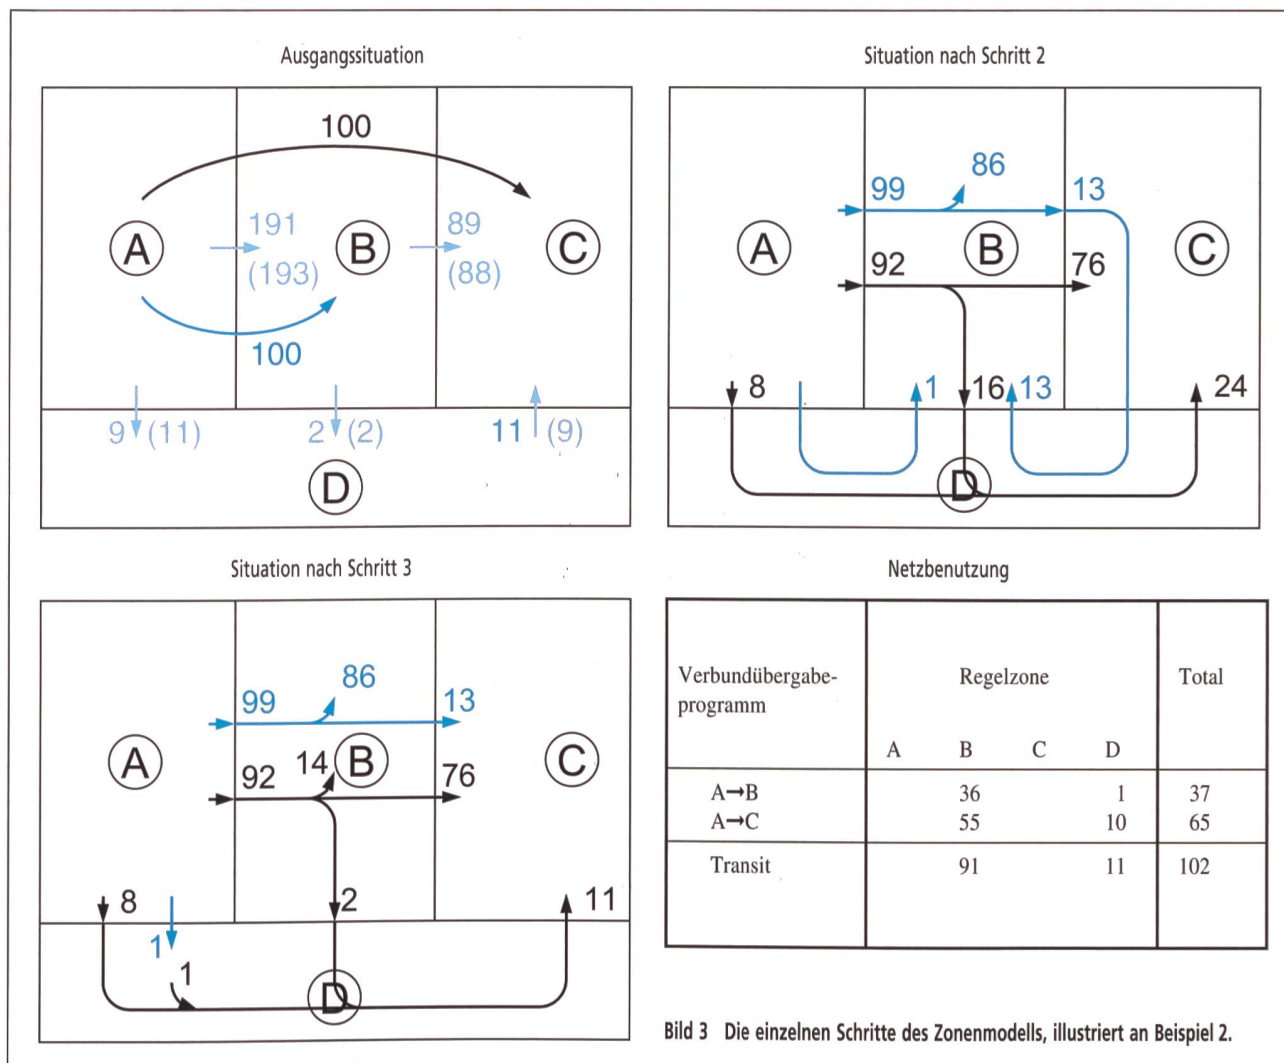 Ausgangssituation
100
A
191
(193)
B
89
(88)
C
100
9 (11)
2 (2)
11 (9)
D
Situation nach Schritt 2
86
99
13
A
B
C
92
76
8
1
16
13
24
D
Situation nach Schritt 3
86
99
13
A
14
B
C
92
76
8
2
11
1
1
D
Netzbenutzung
Verbundübergabe- Regelzone Total
programm
A B C D
A→B 36 1 37
A→C 55 10 65
Transit 91 11 102
Bild 3 Die einzelnen Schritte des Zonenmodells, illustriert an Beispiel 2.